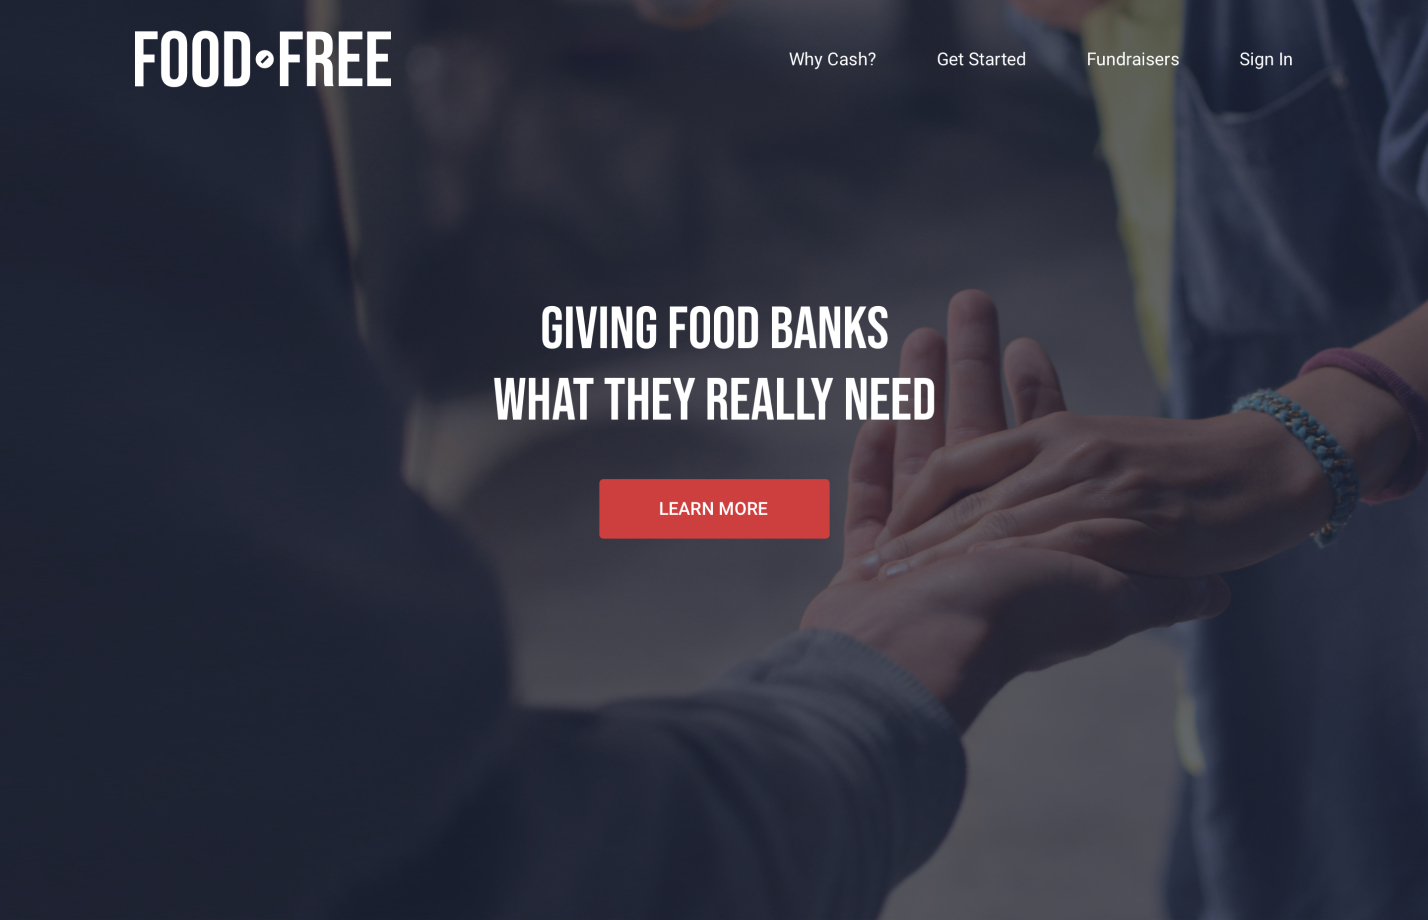 FOOD FREE
Why Cash?
Get Started
Fundraisers
Sign In
GIVING FOOD BANKS
WHAT THEY REALLY NEED
LEARN MORE